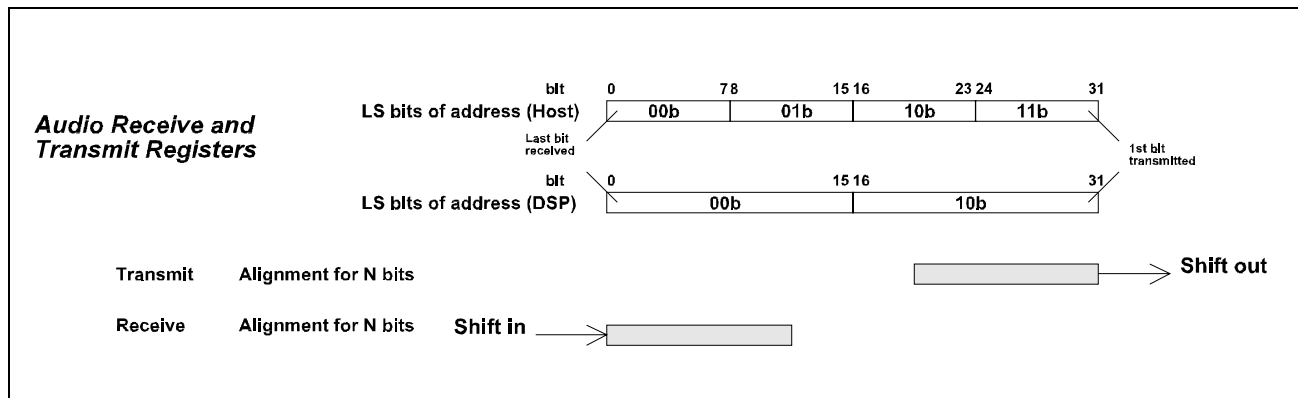 bit 0 7 8 15 16 23 24 31
LS bits of address (Host) 00b 01b 10b 11b
Audio Receive and
Transmit Registers
Last bit
received
1st bit
transmitted
bit 0 15 16 31
LS bits of address (DSP) 00b 10b
Transmit Alignment for N bits Shift out
Receive Alignment for N bits Shift in